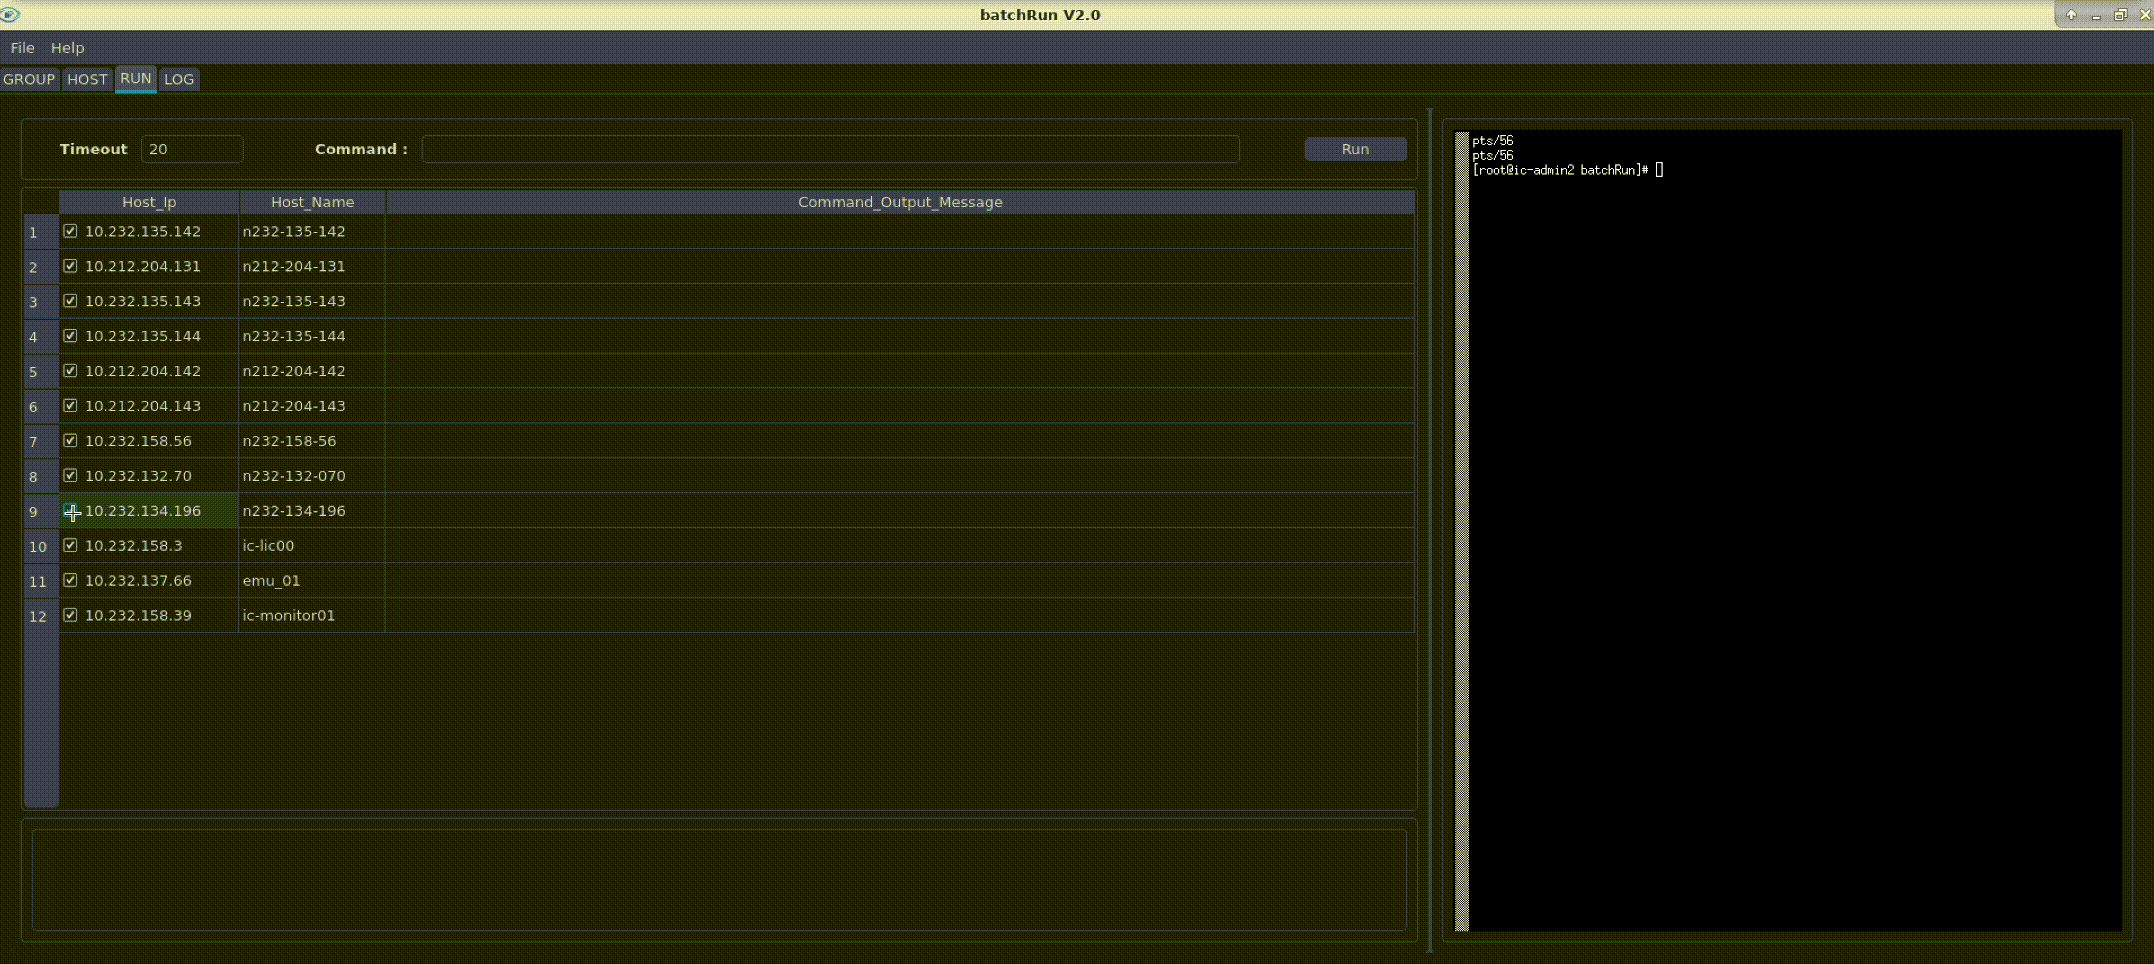 batchRun V2.0
File Help
GROUP HOST RUN LOG
Timeout 20 Command : Run
Host_Ip Host_Name Command_Output_Message
1 10.232.135.142 n232-135-142
2 10.212.204.131 n212-204-131
3 10.232.135.143 n232-135-143
4 10.232.135.144 n232-135-144
5 10.212.204.142 n212-204-142
6 10.212.204.143 n212-204-143
7 10.232.158.56 n232-158-56
8 10.232.132.70 n232-132-070
9 10.232.134.196 n232-134-196
10 10.232.158.3 ic-lic00
11 10.232.137.66 emu_01
12 10.232.158.39 ic-monitor01
pts/56
pts/56
[root@ic-admin2 batchRun]#